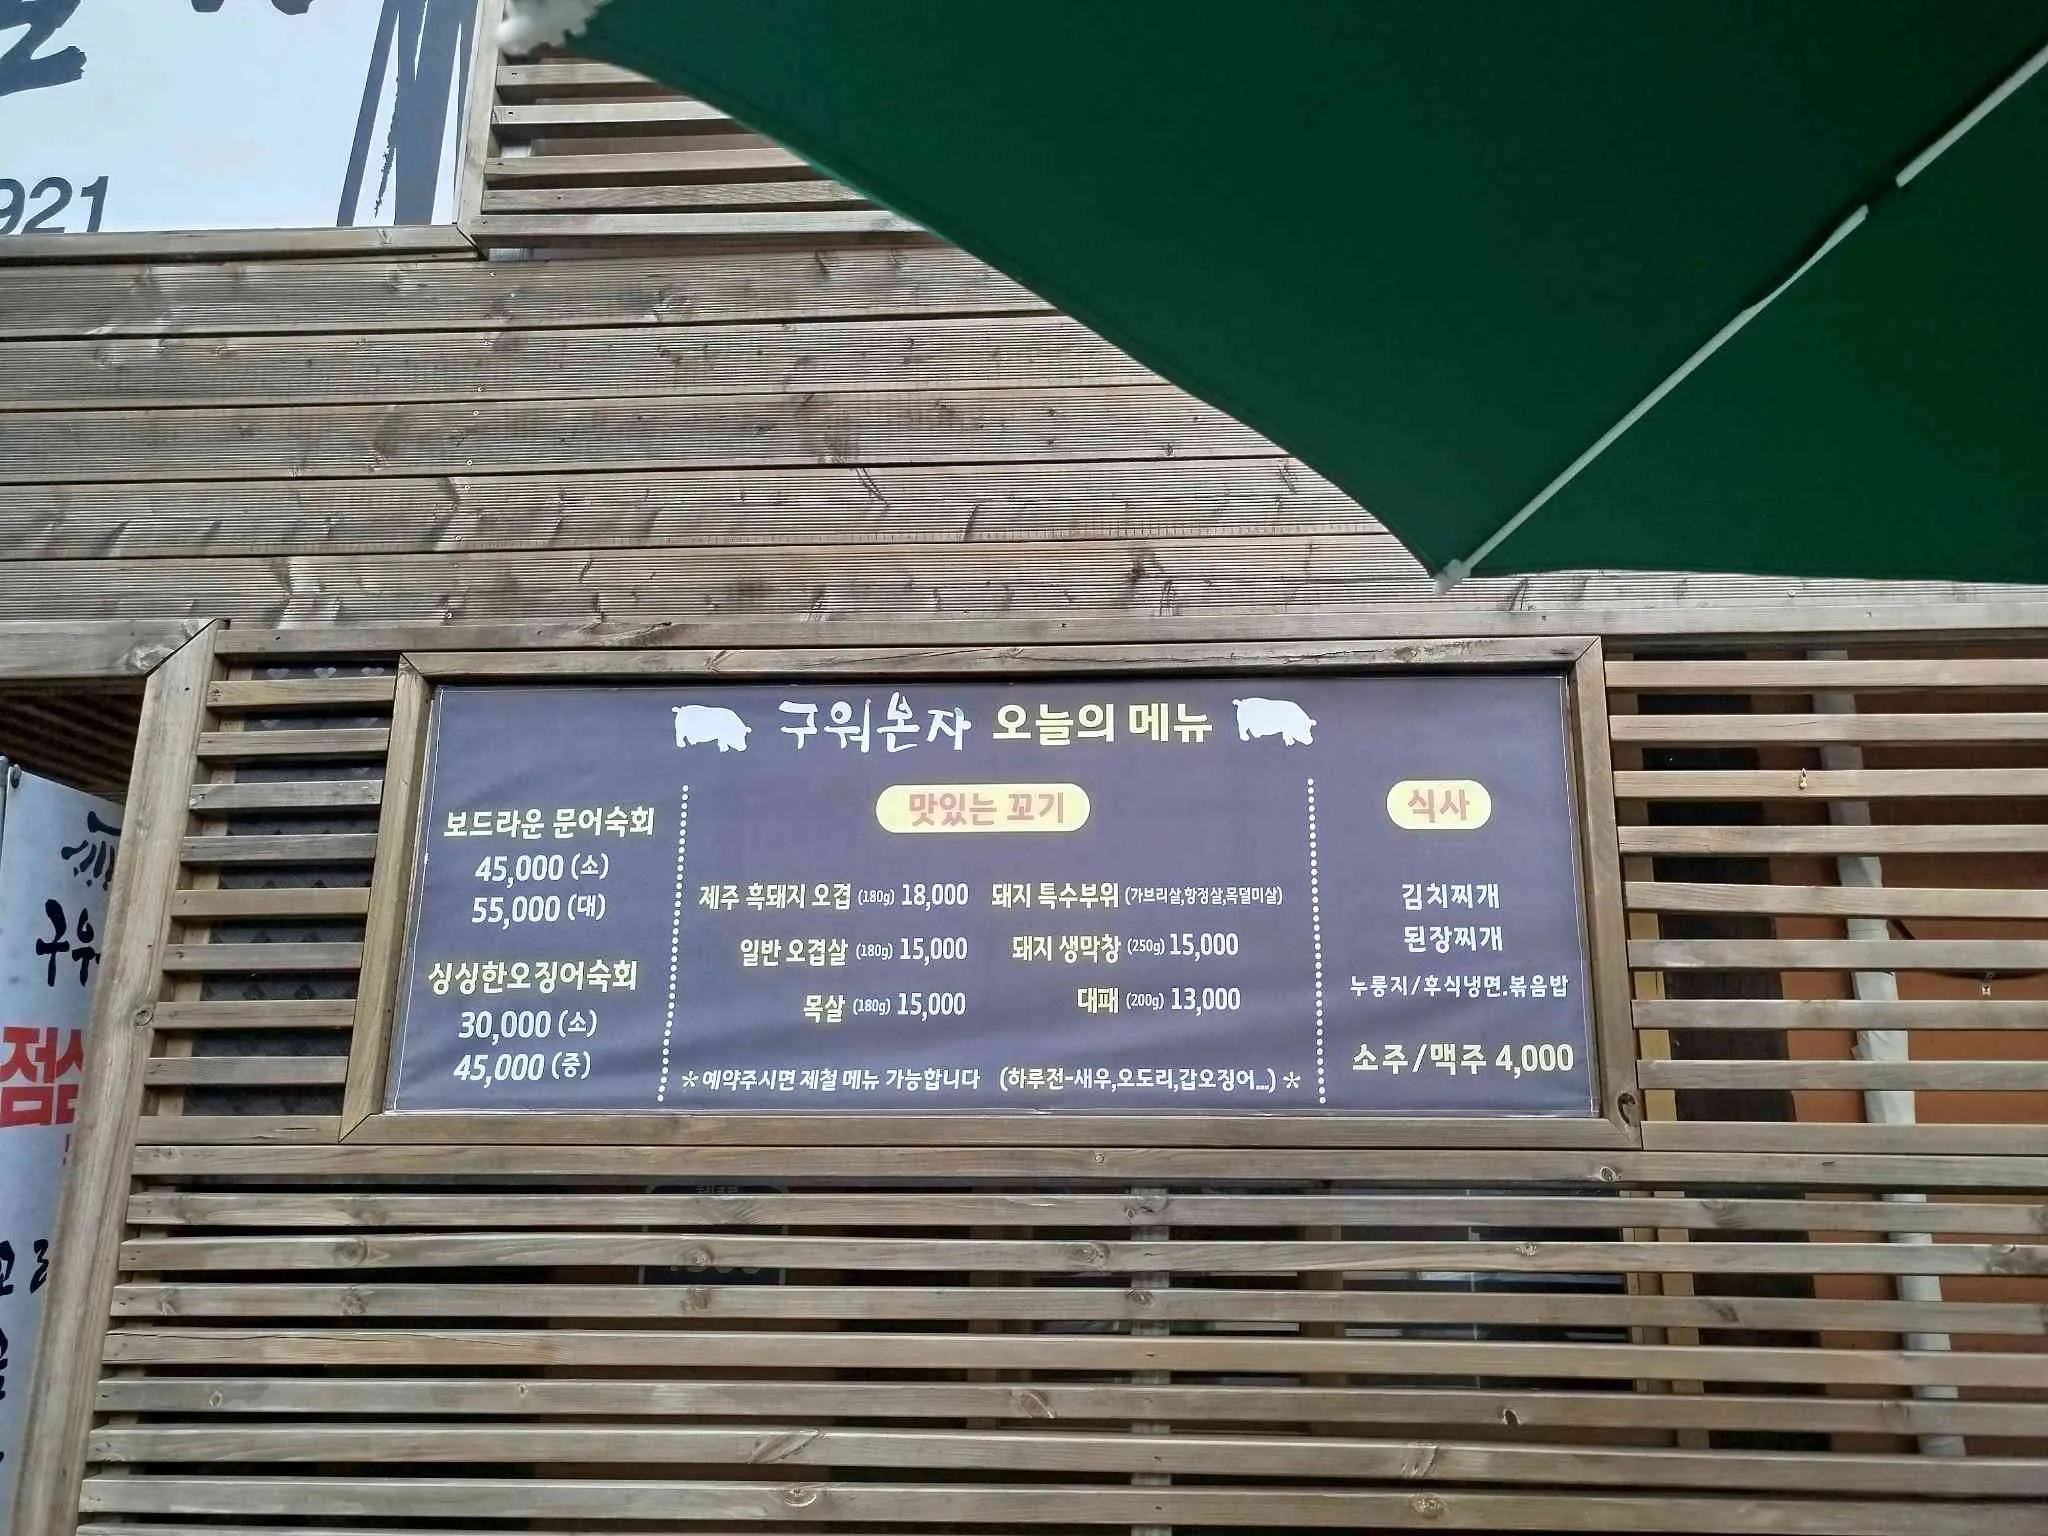 921
구워본자 오늘의 메뉴
보드라운 문어숙회
45,000 (소)
55,000 (대)
싱싱한오징어숙회
30,000 (소)
45,000 (중)
맛있는 꼬기
제주 흑돼지 오겹 (180g) 18,000
일반 오겹살 (180g) 15,000
목살 (180g) 15,000
돼지 특수부위 (가브리살,항정살,목덜미살)
돼지 생막창 (250g) 15,000
대패 (200g) 13,000
*예약주시면 제철 메뉴 가능합니다 (하루전-새우,오도리,갑오징어...)*
식사
김치찌개
된장찌개
누룽지/후식냉면.볶음밥
소주/맥주 4,000
구워